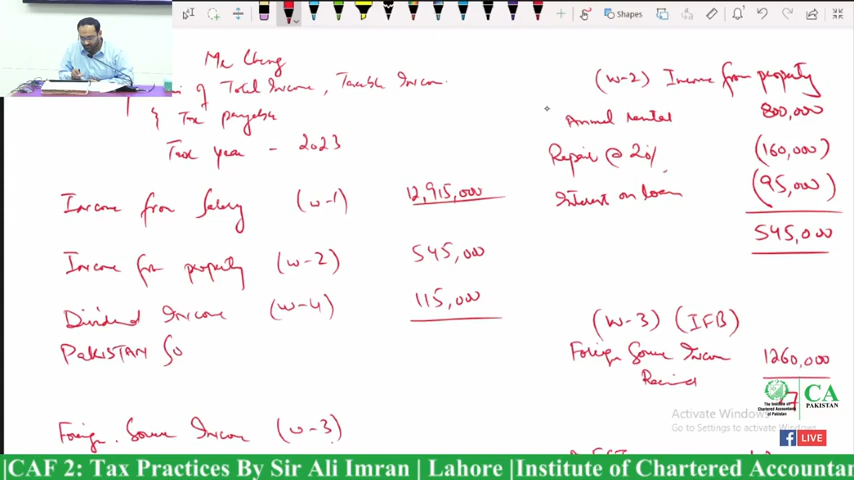 Shapes
Mr Cheng
of Total Income, Taxable Income
& Tax payable
Tax year - 2023
Income from Salary (W-1) 12,915,000
Income from property (W-2) 545,000
Dividend Income (W-4) 115,000
PAKISTAN So
Foreign Source Income (W-3)
(W-2) Income from property
Annual rental 800,000
Repair @ 20% (160,000)
Interest on loan (95,000)
545,000
(W-3) (IFB)
Foreign Source Income 1260,000
The Institute of
Chartered Accountants
of Pakistan
CA
PAKISTAN
Activate Windows
Go to Settings to activate Windows.
LIVE
|CAF 2: Tax Practices By Sir Ali Imran | Lahore |Institute of Chartered Accountan